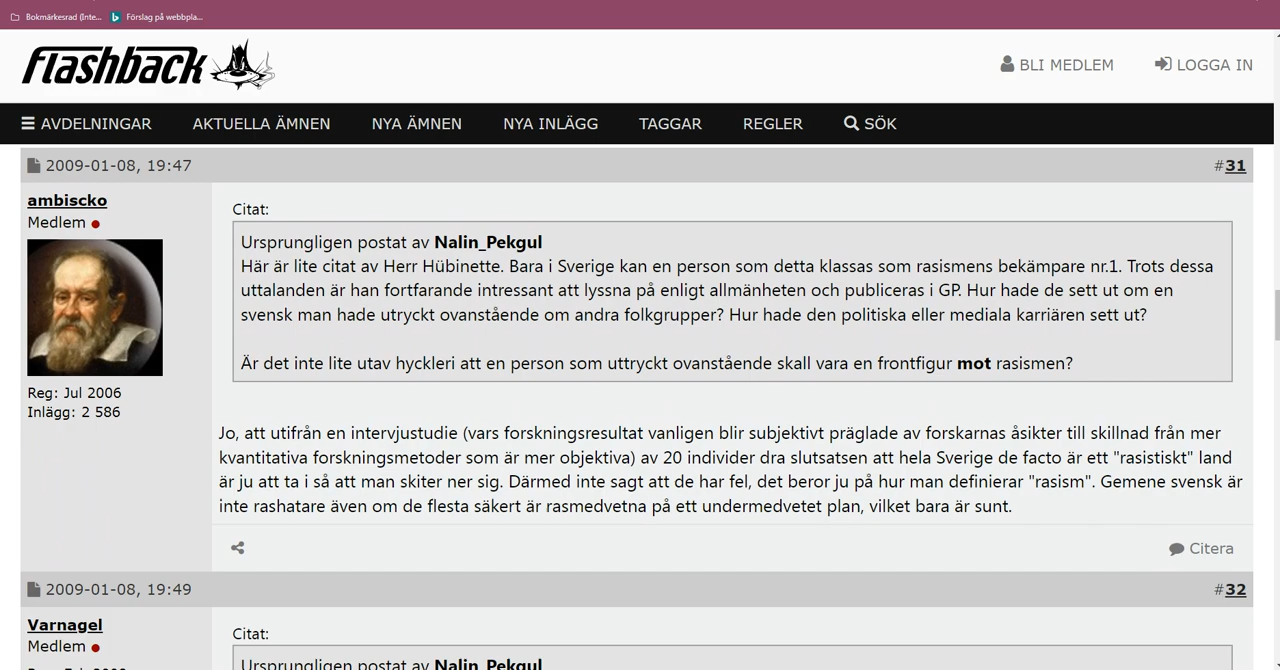 Bokmärkesrad (Inte...
Förslag på webbpla...
flashback
BLI MEDLEM
LOGGA IN
AVDELNINGAR
AKTUELLA ÄMNEN
NYA ÄMNEN
NYA INLÄGG
TAGGAR
REGLER
SÖK
2009-01-08, 19:47
#31
ambiscko
Medlem
Reg: Jul 2006
Inlägg: 2 586
Citat:
Ursprungligen postat av Nalin_Pekgul
Här är lite citat av Herr Hübinette. Bara i Sverige kan en person som detta klassas som rasismens bekämpare nr.1. Trots dessa
uttalanden är han fortfarande intressant att lyssna på enligt allmänheten och publiceras i GP. Hur hade de sett ut om en
svensk man hade utryckt ovanstående om andra folkgrupper? Hur hade den politiska eller mediala karriären sett ut?
Är det inte lite utav hyckleri att en person som uttryckt ovanstående skall vara en frontfigur mot rasismen?
Jo, att utifrån en intervjustudie (vars forskningsresultat vanligen blir subjektivt präglade av forskarnas åsikter till skillnad från mer
kvantitativa forskningsmetoder som är mer objektiva) av 20 individer dra slutsatsen att hela Sverige de facto är ett "rasistiskt" land
är ju att ta i så att man skiter ner sig. Därmed inte sagt att de har fel, det beror ju på hur man definierar "rasism". Gemene svensk är
inte rashatare även om de flesta säkert är rasmedvetna på ett undermedvetet plan, vilket bara är sunt.
Citera
2009-01-08, 19:49
#32
Varnagel
Medlem
Citat:
Ursprungligen postat av Nalin_Pekgul